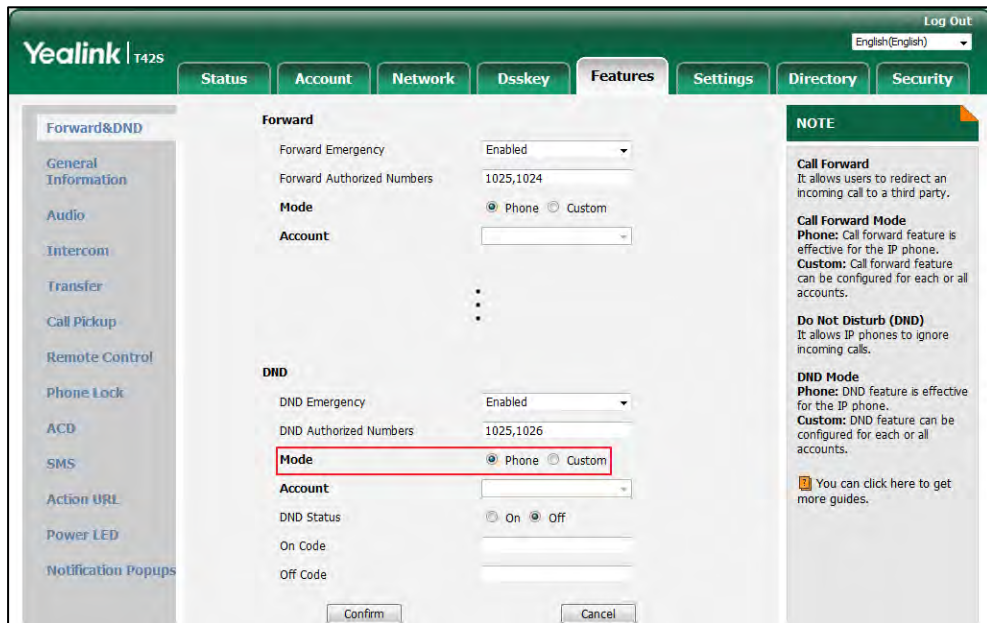 Log Out
English(English)
Yealink T42S
Status Account Network Dsskey Features Settings Directory Security
Forward&DND
General
Information
Audio
Intercom
Transfer
Call Pickup
Remote Control
Phone Lock
ACD
SMS
Action URL
Power LED
Notification Popups
Forward
Forward Emergency Enabled
Forward Authorized Numbers 1025,1024
Mode Phone Custom
Account
DND
DND Emergency Enabled
DND Authorized Numbers 1025,1026
Mode Phone Custom
Account
DND Status On Off
On Code
Off Code
Confirm Cancel
NOTE
Call Forward
It allows users to redirect an
incoming call to a third party.
Call Forward Mode
Phone: Call forward feature is
effective for the IP phone.
Custom: Call forward feature
can be configured for each or all
accounts.
Do Not Disturb (DND)
It allows IP phones to ignore
incoming calls.
DND Mode
Phone: DND feature is effective
for the IP phone.
Custom: DND feature can be
configured for each or all
accounts.
You can click here to get
more guides.